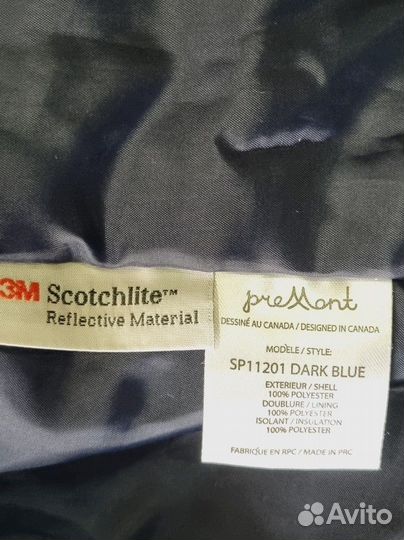 3M Scotchlite™
Reflective Material
preMont
DESSINÉ AU CANADA / DESIGNED IN CANADA
MODÈLE / STYLE:
SP11201 DARK BLUE
EXTERIEUR / SHELL
100% POLYESTER
DOUBLURE / LINING
100% POLYESTER
ISOLANT / INSULATION
100% POLYESTER
FABRIQUE EN RPC / MADE IN PRC
Avito